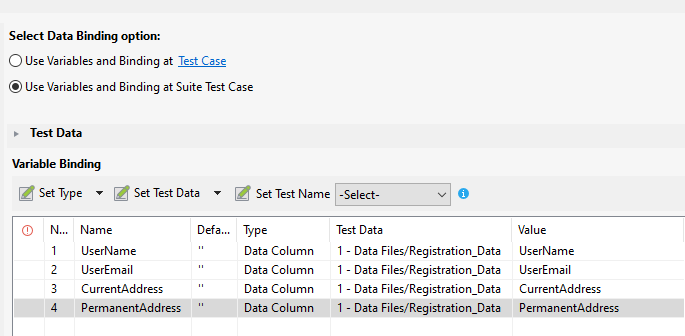 Select Data Binding option:
Use Variables and Binding at Test Case
Use Variables and Binding at Suite Test Case
Test Data
Variable Binding
Set Type Set Test Data Set Test Name -Select-
N... Name Defa... Type Test Data Value
1 UserName '' Data Column 1 - Data Files/Registration_Data UserName
2 UserEmail '' Data Column 1 - Data Files/Registration_Data UserEmail
3 CurrentAddress '' Data Column 1 - Data Files/Registration_Data CurrentAddress
4 PermanentAddress '' Data Column 1 - Data Files/Registration_Data PermanentAddress